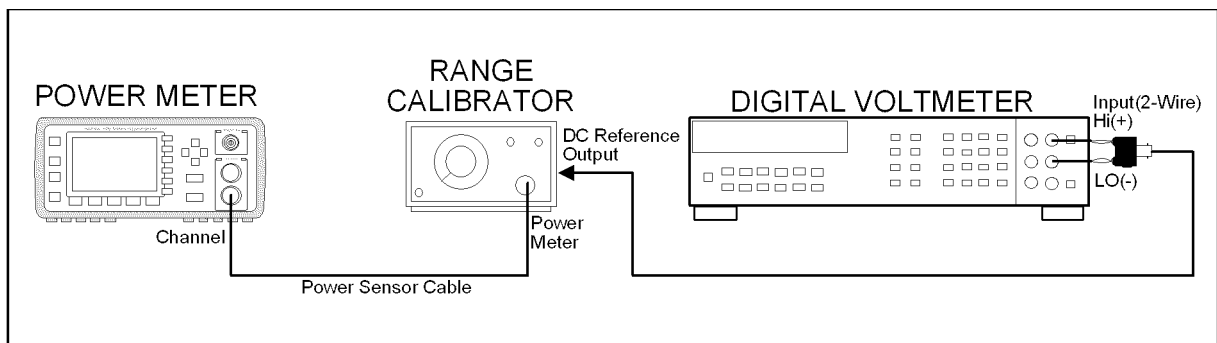 POWER METER
RANGE
CALIBRATOR
DIGITAL VOLTMETER
Input(2-Wire)
Hi(+)
LO(-)
DC Reference
Output
Power
Meter
Channel
Power Sensor Cable